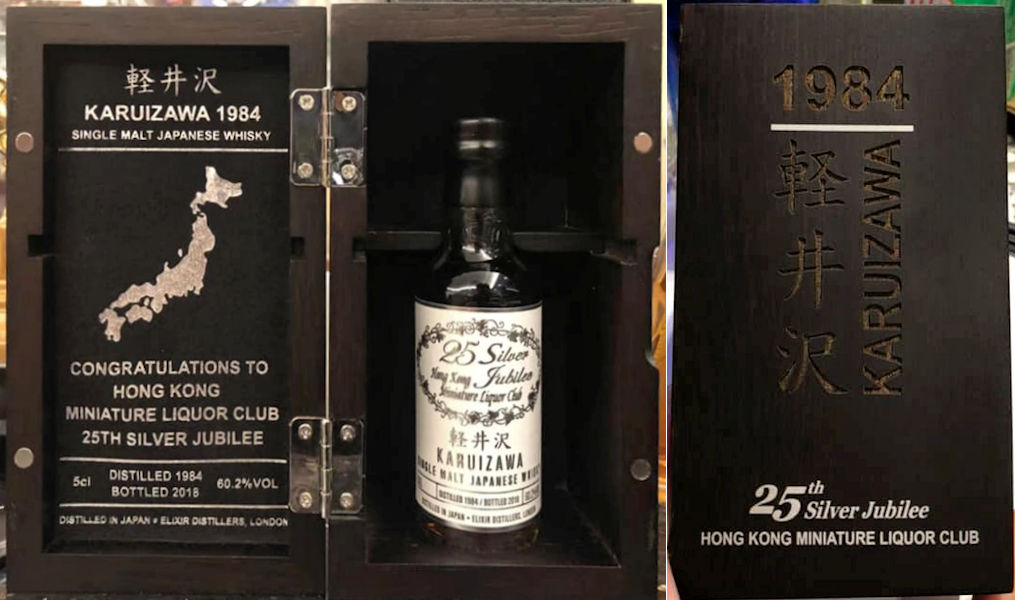 軽井沢
KARUIZAWA 1984
SINGLE MALT JAPANESE WHISKY
CONGRATULATIONS TO
HONG KONG
MINIATURE LIQUOR CLUB
25TH SILVER JUBILEE
5cl
DISTILLED 1984
BOTTLED 2018
60.2%VOL
DISTILLED IN JAPAN • ELIXIR DISTILLERS, LONDON
25 Silver
Hong Kong Jubilee
Miniature Liquor Club
軽井沢
KARUIZAWA
SINGLE MALT JAPANESE WHISKY
DISTILLED 1984 / BOTTLED 2018
DISTILLED IN JAPAN • ELIXIR DISTILLERS,
1984
軽井沢
KARUIZAWA
25th
Silver Jubilee
HONG KONG MINIATURE LIQUOR CLUB